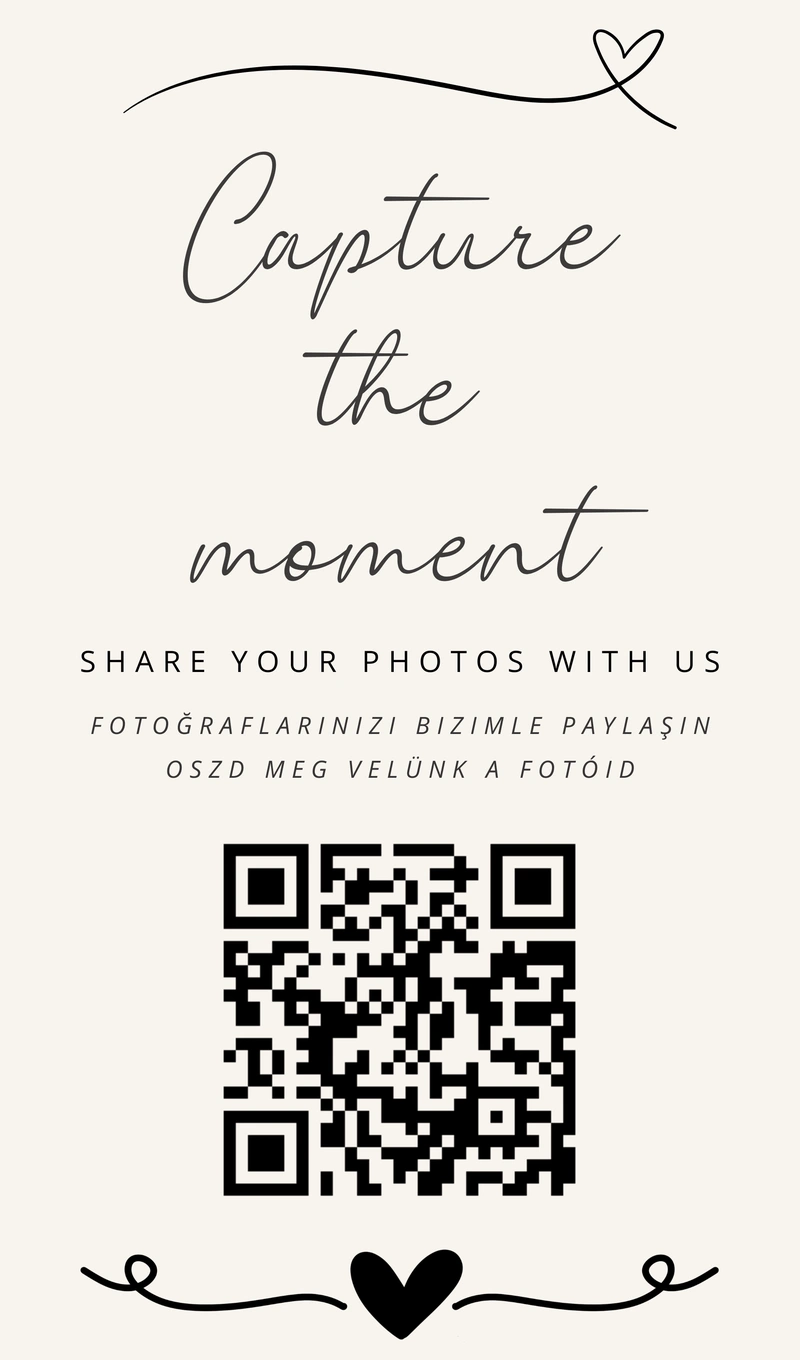 Capture
the
moment
SHARE YOUR PHOTOS WITH US
FOTOĞRAFLARINIZI BIZIMLE PAYLAŞIN
OSZD MEG VELÜNK A FOTÓID